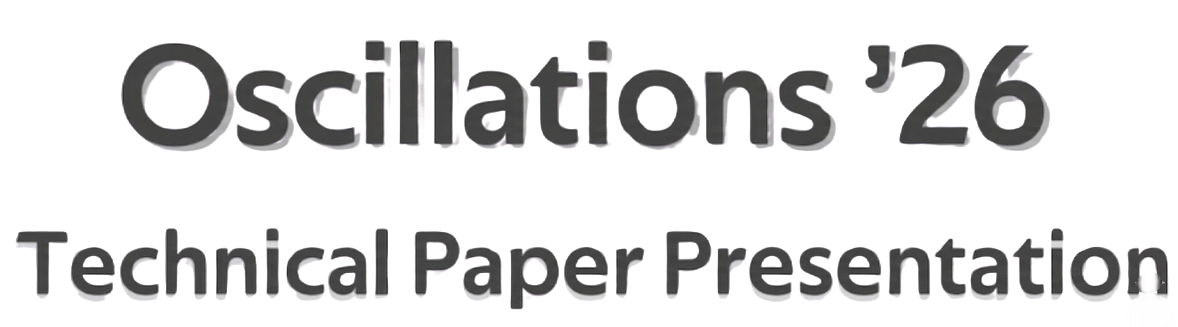 Oscillations ’26
Technical Paper Presentation